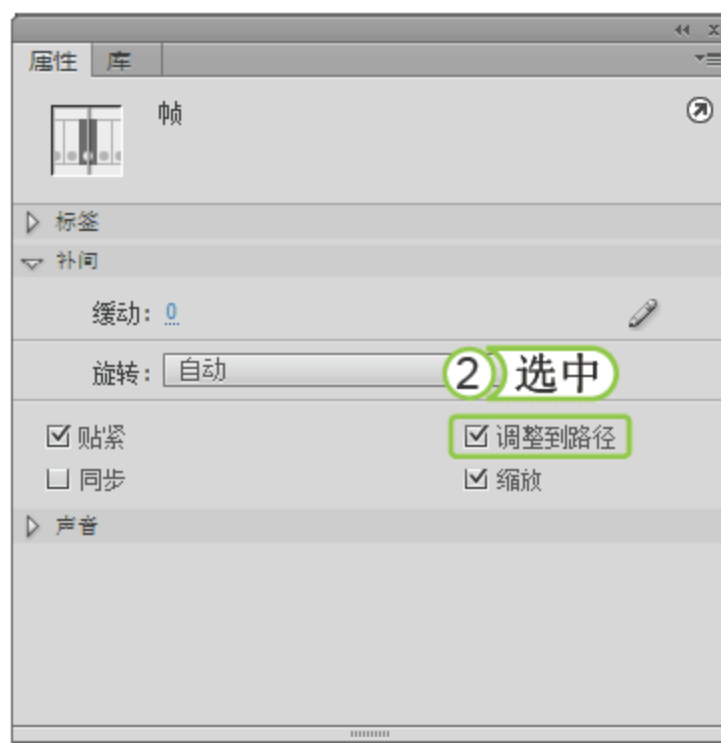 属性 库
帧
标签
补间
缓动: 0
旋转: 自动 2 选中
贴紧 调整到路径
同步 缩放
声音